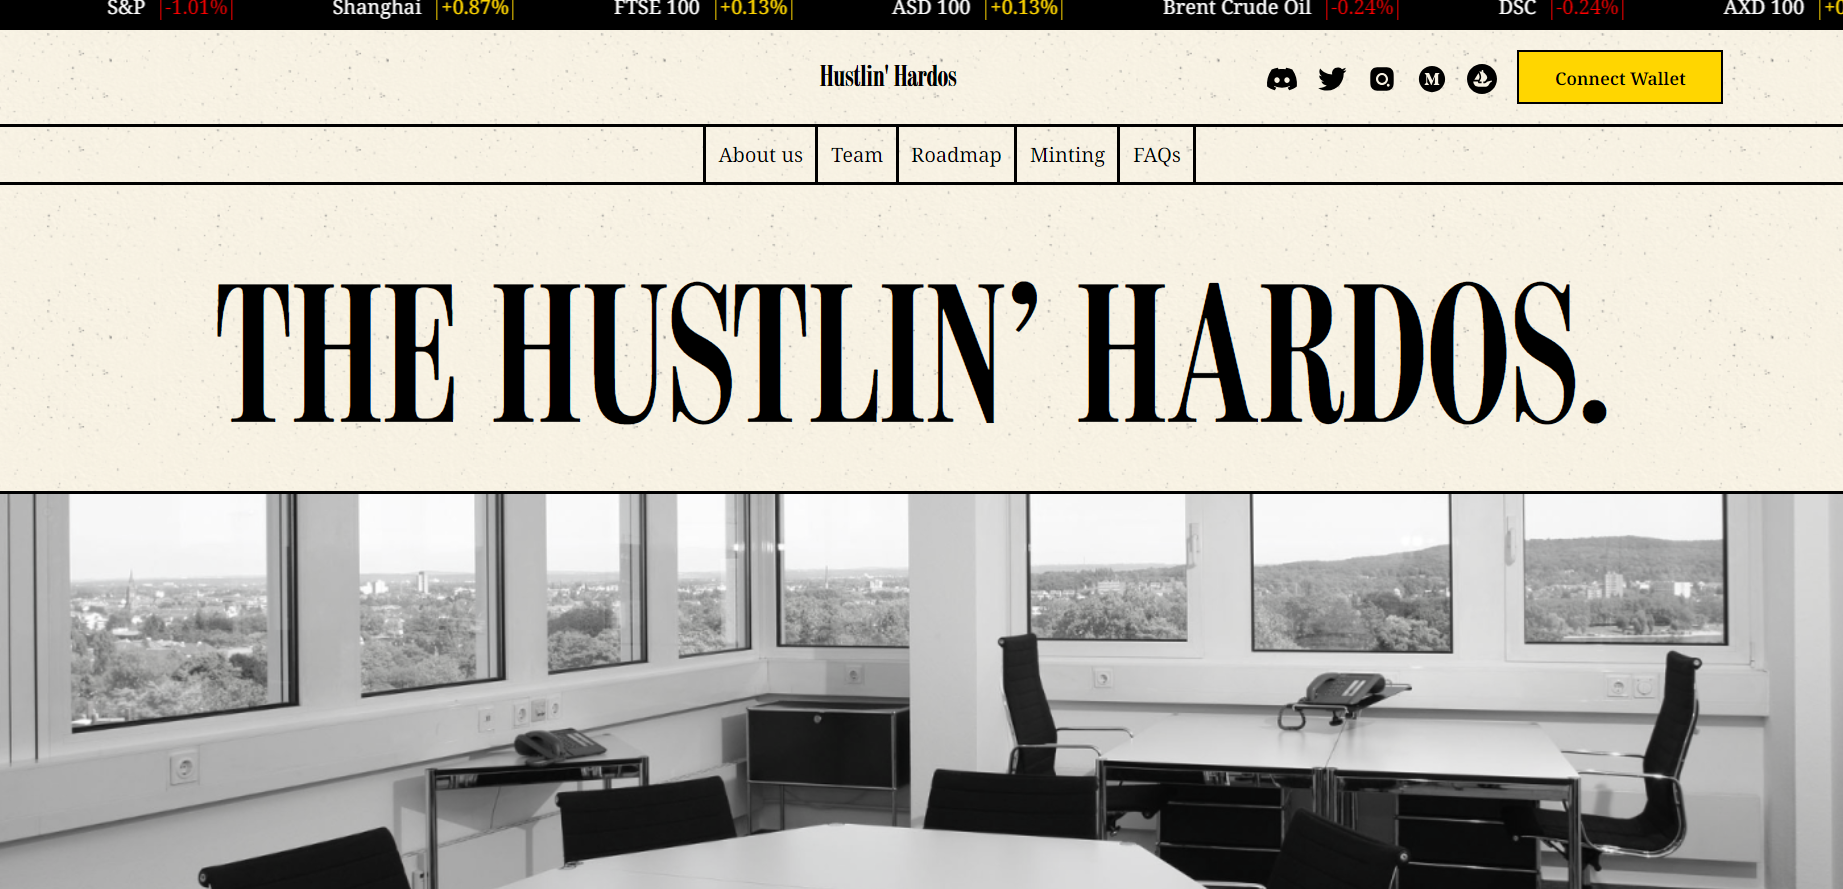 S&P |-1.01%| Shanghai |+0.87%| FTSE 100 |+0.13%| ASD 100 |+0.13%| Brent Crude Oil |-0.24%| DSC |-0.24%| AXD 100
Hustlin' Hardos
Connect Wallet
About us Team Roadmap Minting FAQs
THE HUSTLIN’ HARDOS.